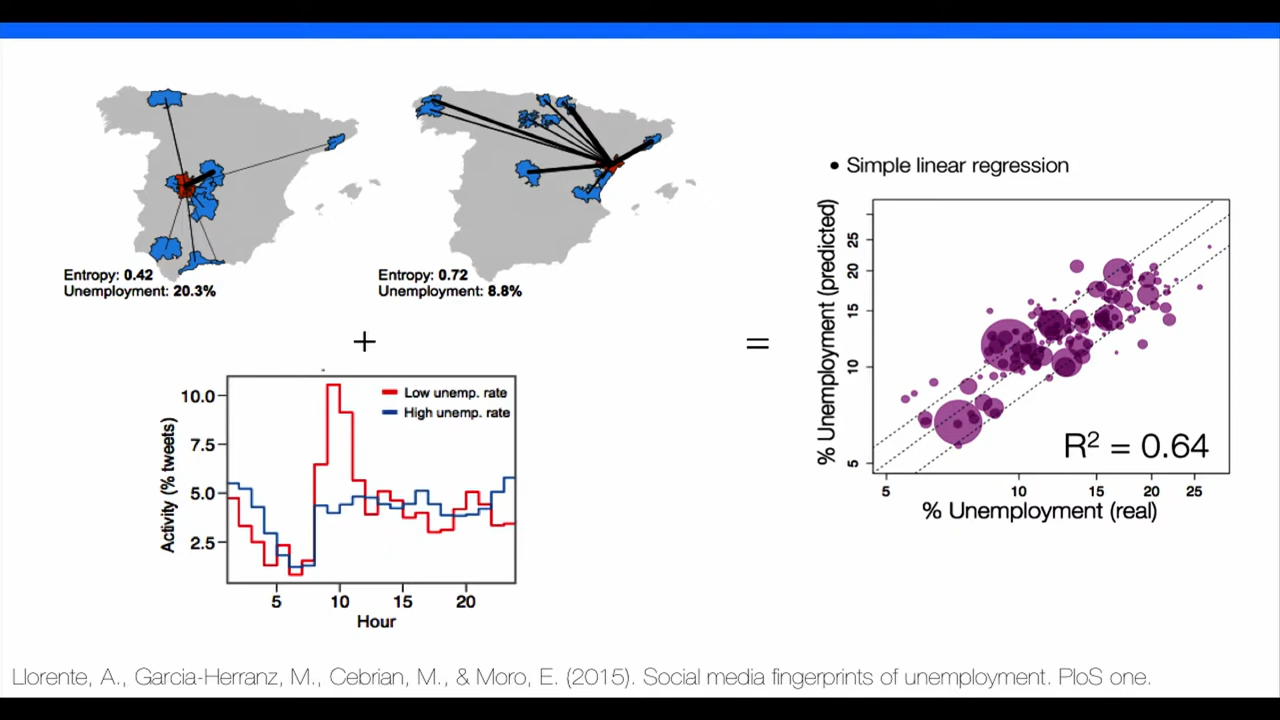 Entropy: 0.42
Unemployment: 20.3%
Entropy: 0.72
Unemployment: 8.8%
+
=
Low unemp. rate
High unemp. rate
Activity (% tweets)
10.0
7.5
5.0
2.5
5 10 15 20
Hour
• Simple linear regression
% Unemployment (predicted)
25
20
15
10
5
R² = 0.64
5 10 15 20 25
% Unemployment (real)
Llorente, A., Garcia-Herranz, M., Cebrian, M., & Moro, E. (2015). Social media fingerprints of unemployment. PloS one.